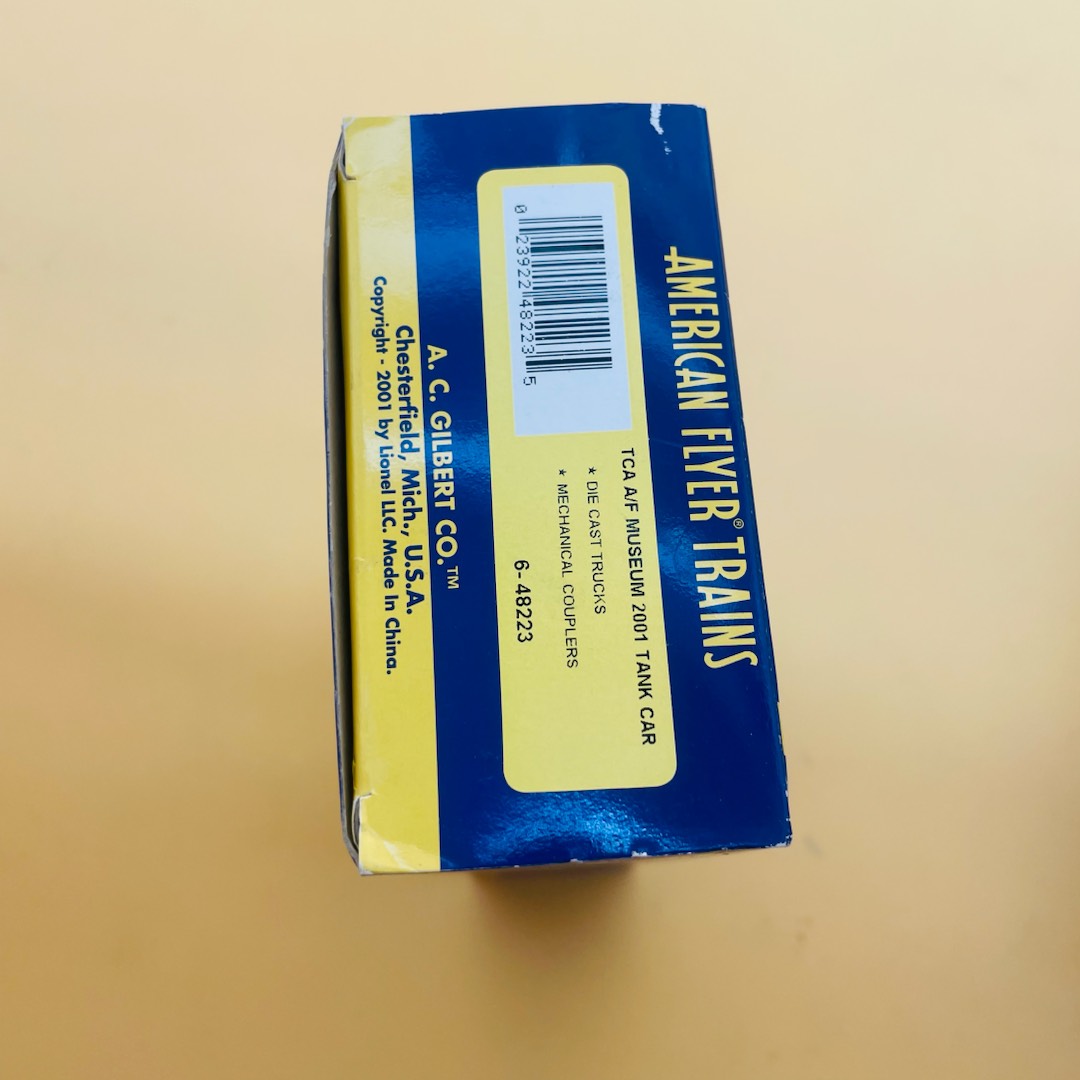 AMERICAN FLYER® TRAINS
0 23922 48223 5
TCA A/F MUSEUM 2001 TANK CAR
★ DIE CAST TRUCKS
★ MECHANICAL COUPLERS
6-48223
A. C. GILBERT CO.™
Chesterfield, Mich., U.S.A.
Copyright - 2001 by Lionel LLC. Made In China.